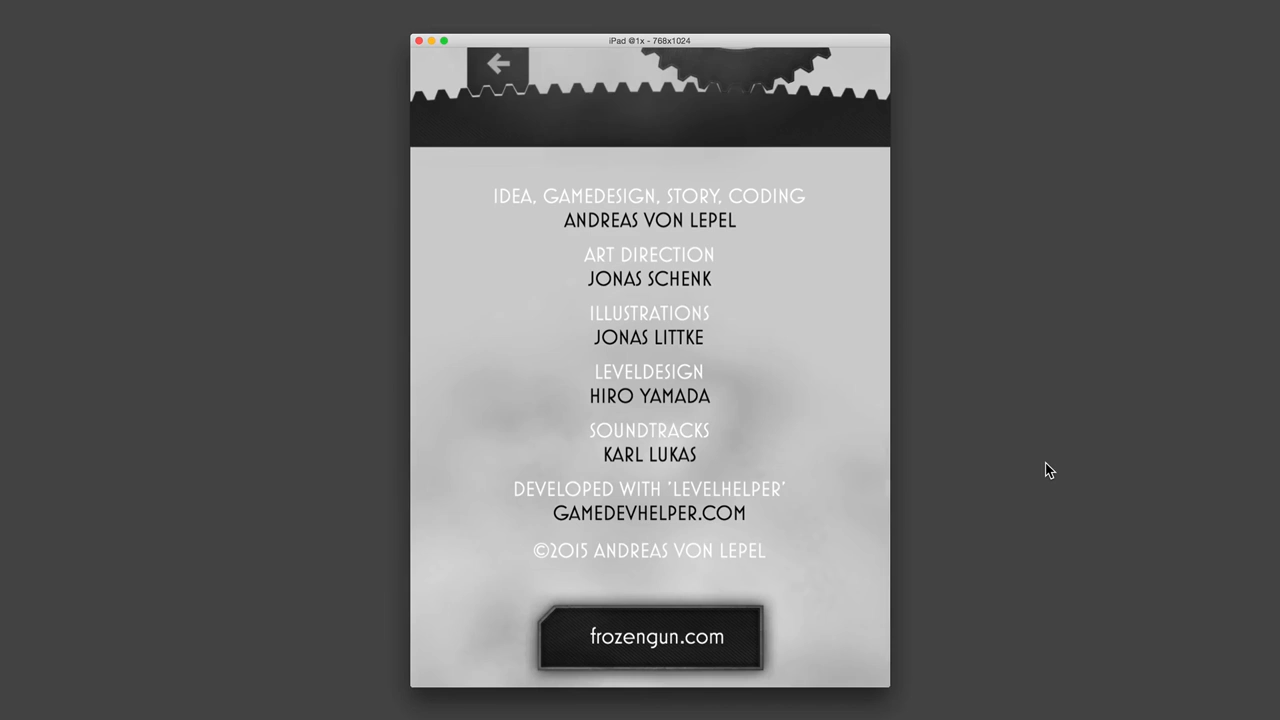 iPad @1x - 768x1024
IDEA, GAMEDESIGN, STORY, CODING
ANDREAS VON LEPEL
ART DIRECTION
JONAS SCHENK
ILLUSTRATIONS
JONAS LITTKE
LEVELDESIGN
HIRO YAMADA
SOUNDTRACKS
KARL LUKAS
DEVELOPED WITH 'LEVELHELPER'
GAMEDEVHELPER.COM
©2015 ANDREAS VON LEPEL
frozengun.com